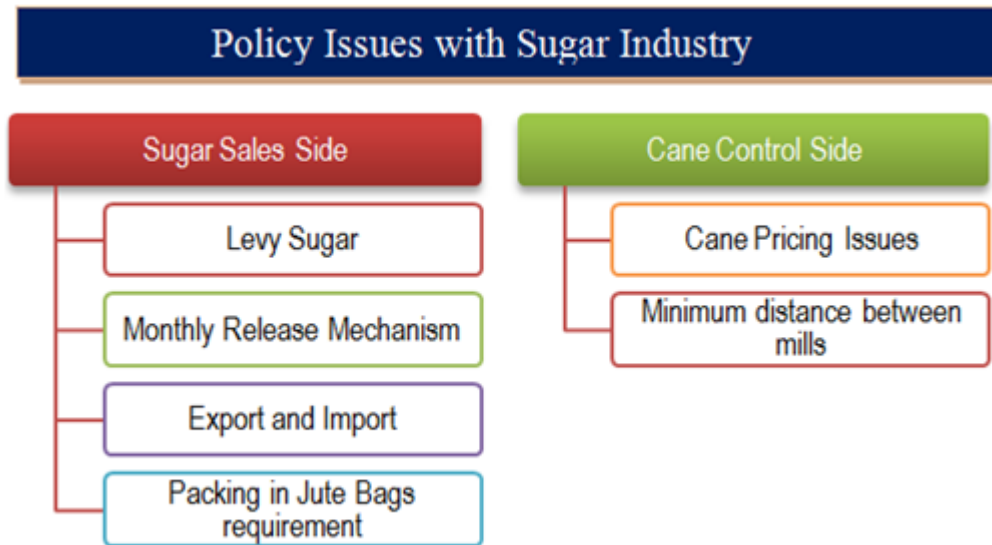 Policy Issues with Sugar Industry
Sugar Sales Side
Levy Sugar
Monthly Release Mechanism
Export and Import
Packing in Jute Bags
requirement
Cane Control Side
Cane Pricing Issues
Minimum distance between
mills